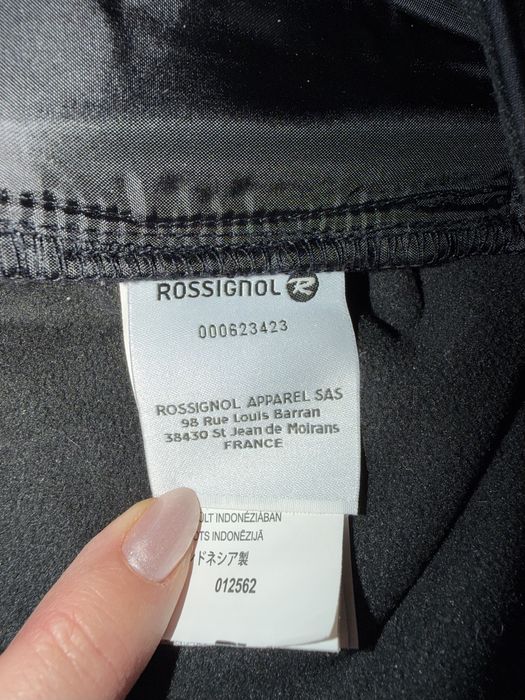 ROSSIGNOL R
000623423
ROSSIGNOL APPAREL SAS
98 Rue Louis Barran
38430 St Jean de Moirans
FRANCE
INDONÉZIÁBAN
INDONĒZIJĀ
ドネシア製
012562